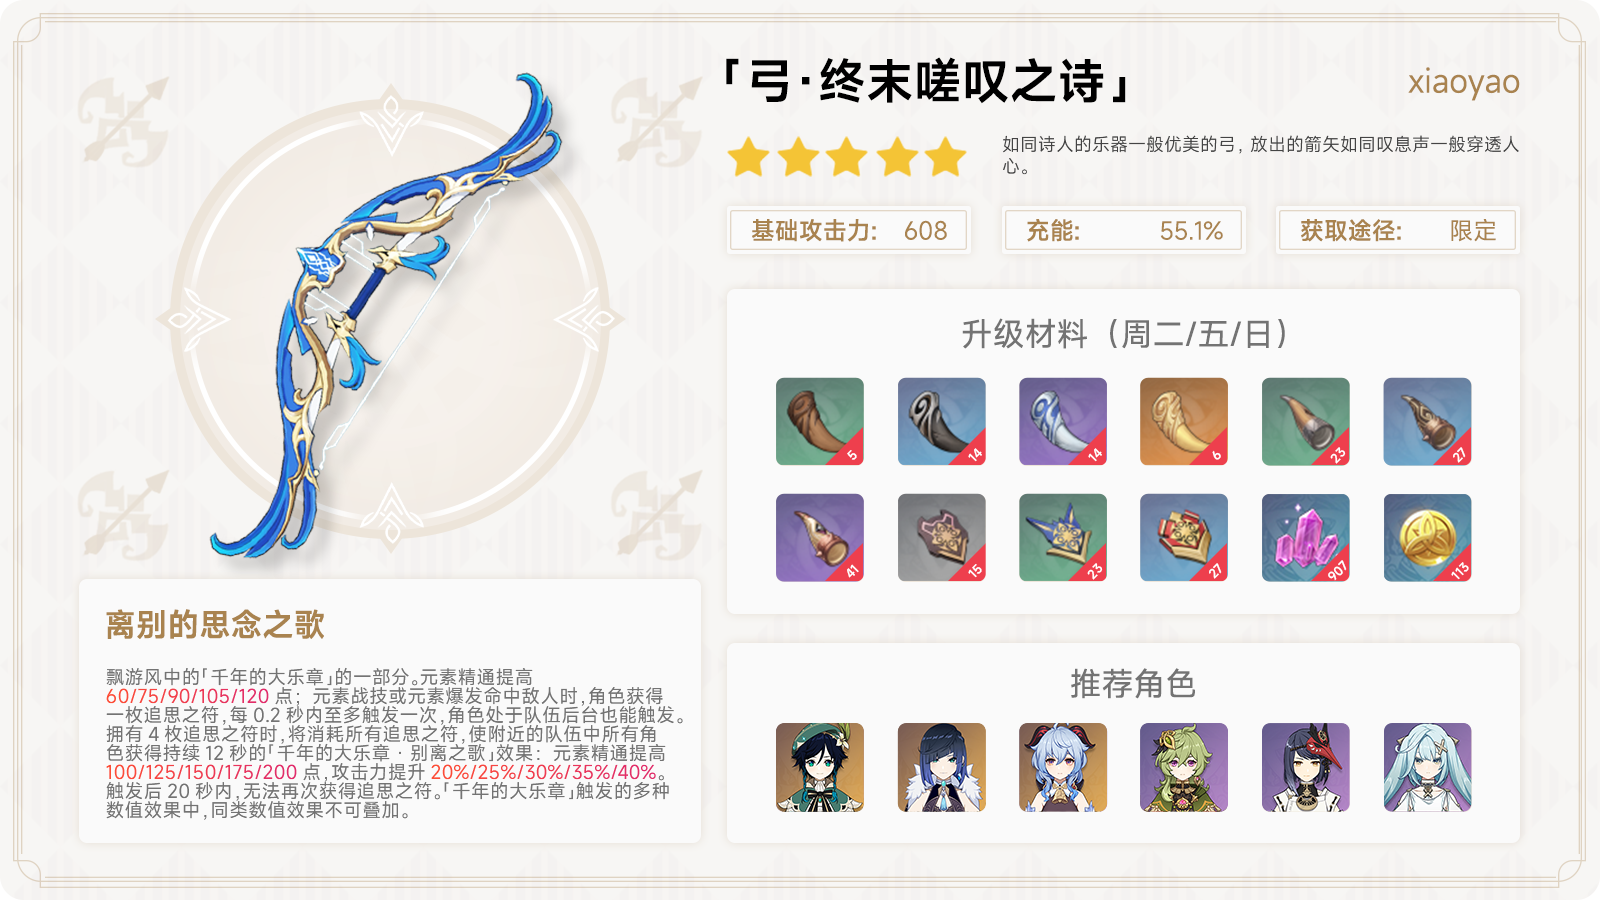 「弓·终末嗟叹之诗」
xiaoyao
如同诗人的乐器一般优美的弓，放出的箭矢如同叹息声一般穿透人
心。
基础攻击力: 608
充能: 55.1%
获取途径: 限定
升级材料（周二/五/日）
5
14
14
6
23
27
41
15
23
27
907
113
离别的思念之歌
飘游风中的「千年的大乐章」的一部分。元素精通提高
60/75/90/105/120 点；元素战技或元素爆发命中敌人时,角色获得
一枚追思之符,每 0.2 秒内至多触发一次,角色处于队伍后台也能触发。
拥有 4 枚追思之符时,将消耗所有追思之符,使附近的队伍中所有角
色获得持续 12 秒的「千年的大乐章 · 别离之歌」效果：元素精通提高
100/125/150/175/200 点,攻击力提升 20%/25%/30%/35%/40%。
触发后 20 秒内,无法再次获得追思之符。「千年的大乐章」触发的多种
数值效果中,同类数值效果不可叠加。
推荐角色